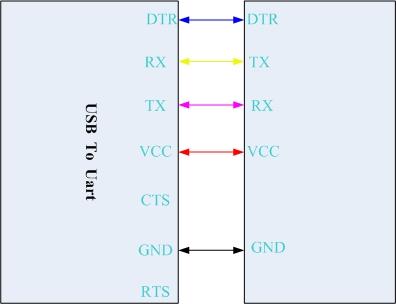 DTR
DTR
RX
TX
TX
RX
VCC
VCC
CTS
GND
GND
RTS
USB To Uart